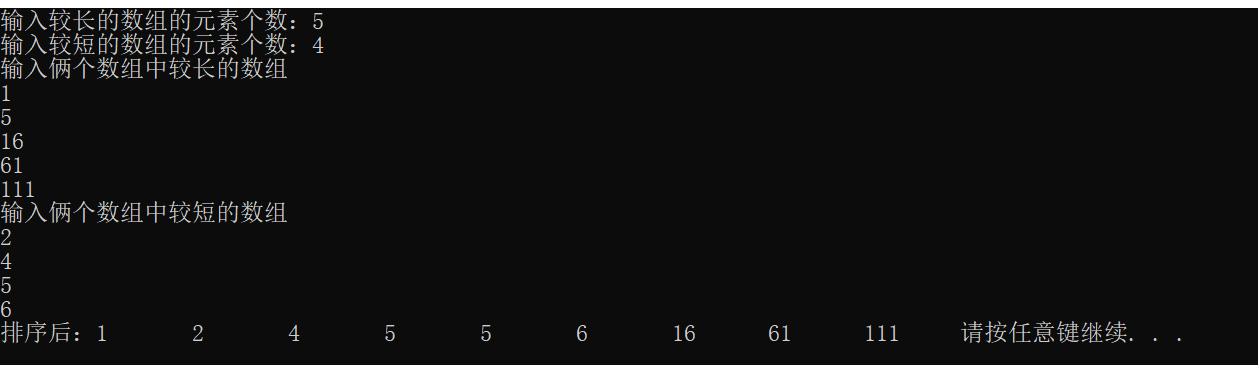 输入较长的数组的元素个数：5
输入较短的数组的元素个数：4
输入俩个数组中较长的数组
1
5
16
61
111
输入俩个数组中较短的数组
2
4
5
6
排序后：1 2 4 5 5 6 16 61 111 请按任意键继续. . .